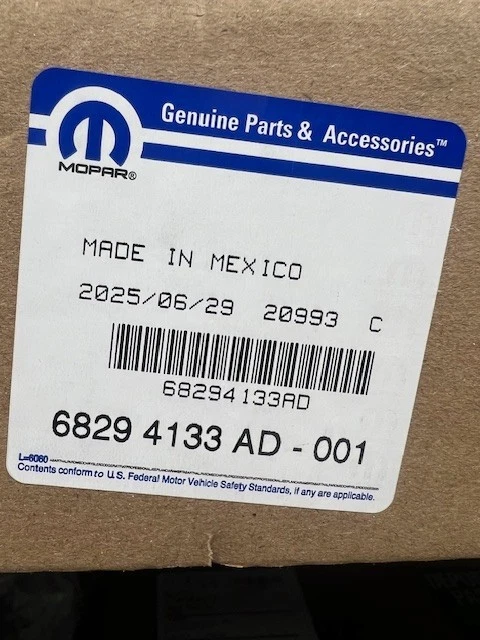 Genuine Parts & Accessories™
MOPAR®
MADE IN MEXICO
2025/06/29 20993 C
68294133AD
6829 4133 AD - 001
L=6060
Contents conform to U.S. Federal Motor Vehicle Safety Standards, if any are applicable.